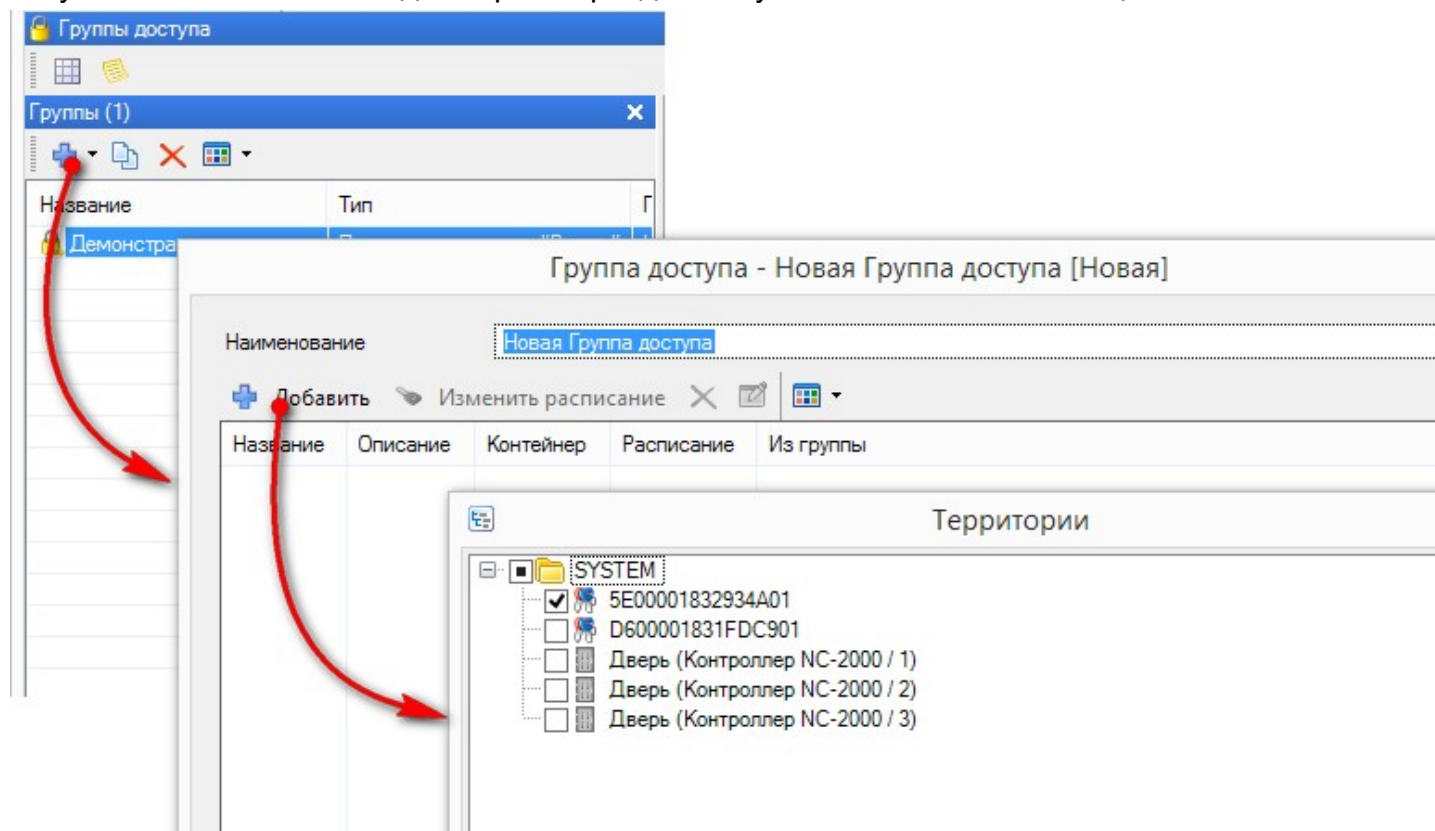 Группы доступа
Группы (1)
Название Тип
Демонстра
Группа доступа - Новая Группа доступа [Новая]
Наименование Новая Группа доступа
Добавить Изменить расписание
Название Описание Контейнер Расписание Из группы
Территории
SYSTEM
5E00001832934A01
D600001831FDC901
Дверь (Контроллер NC-2000 / 1)
Дверь (Контроллер NC-2000 / 2)
Дверь (Контроллер NC-2000 / 3)